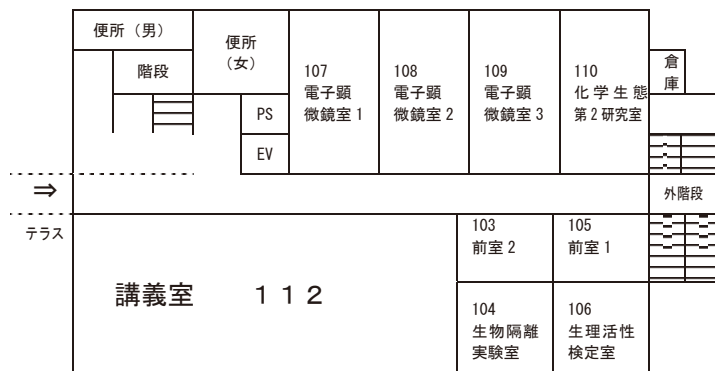 便所（男）
便所
（女）
階段
107
電子顕
微鏡室 1
108
電子顕
微鏡室 2
109
電子顕
微鏡室 3
110
化学生態
第 2 研究室
倉
庫
PS
EV
⇒
外階段
テラス
103
前室 2
105
前室 1
講義室 １１２
104
生物隔離
実験室
106
生理活性
検定室